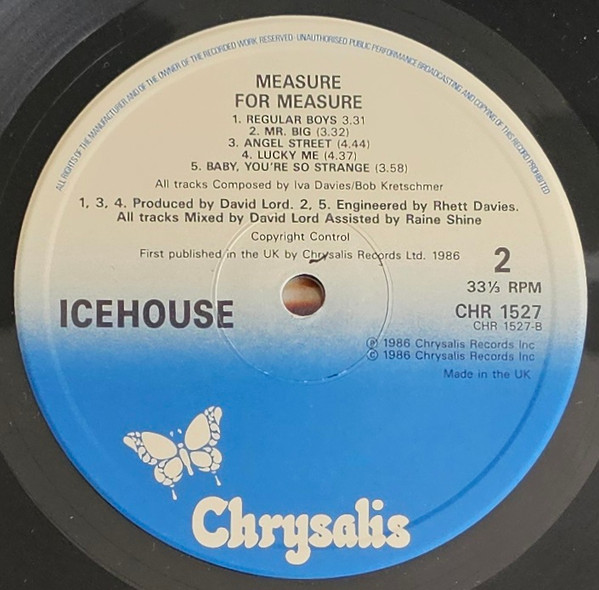 ALL RIGHTS OF THE MANUFACTURER AND OF THE OWNER OF THE RECORDED WORK RESERVED · UNAUTHORISED PUBLIC PERFORMANCE BROADCASTING AND COPYING OF THIS RECORD PROHIBITED
MEASURE
FOR MEASURE
1. REGULAR BOYS 3.31
2. MR. BIG (3.32)
3. ANGEL STREET (4.44)
4. LUCKY ME (4.37)
5. BABY, YOU'RE SO STRANGE (3.58)
All tracks Composed by Iva Davies/Bob Kretschmer
1, 3, 4. Produced by David Lord. 2, 5. Engineered by Rhett Davies.
All tracks Mixed by David Lord Assisted by Raine Shine
Copyright Control
First published in the UK by Chrysalis Records Ltd. 1986
2
33⅓ RPM
ICEHOUSE
CHR 1527
CHR 1527-B
℗ 1986 Chrysalis Records Inc
© 1986 Chrysalis Records Inc
Made in the UK
Chrysalis